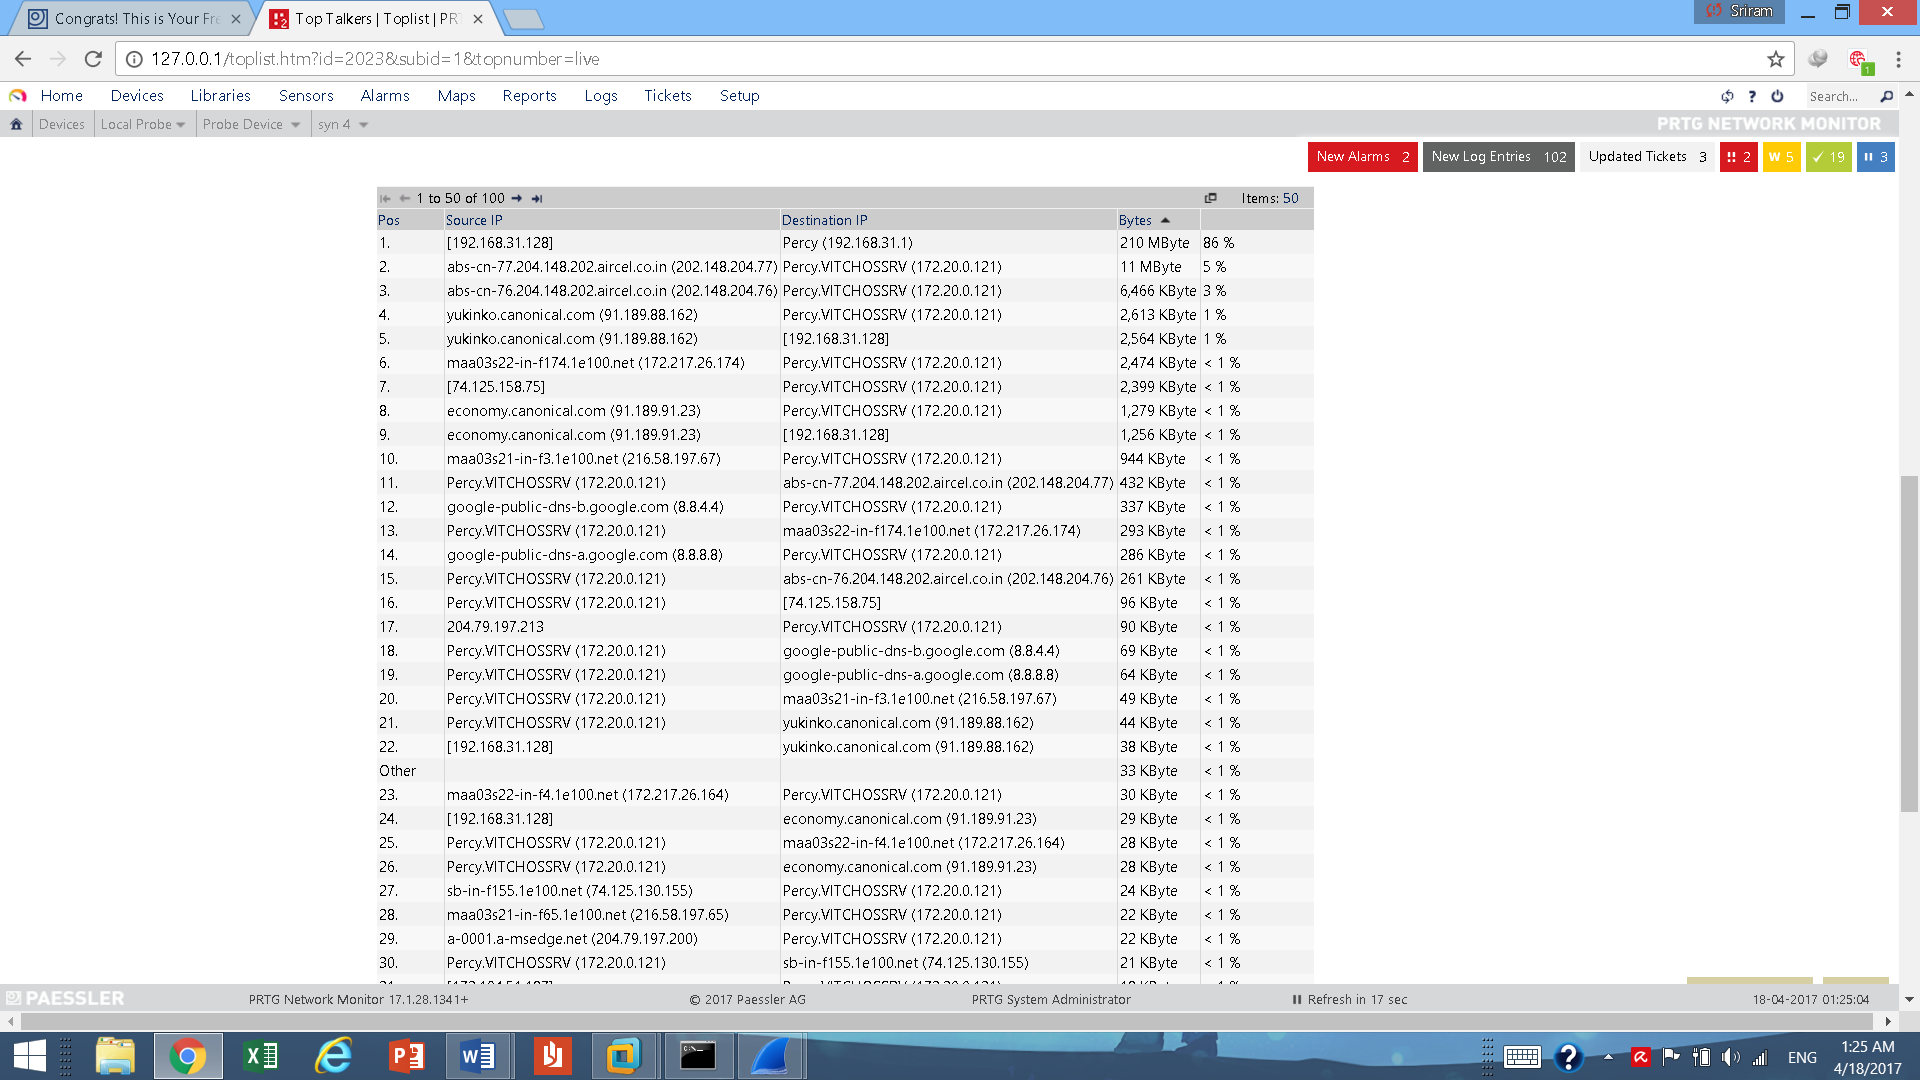 Congrats! This is Your Fre
Top Talkers | Toplist | PRT
Sriram
127.0.0.1/toplist.htm?id=2023&subid=1&topnumber=live
1
Home Devices Libraries Sensors Alarms Maps Reports Logs Tickets Setup
Search...
Devices Local Probe Probe Device syn 4
PRTG NETWORK MONITOR
New Alarms 2 New Log Entries 102 Updated Tickets 3 !! 2 W 5 19 3
1 to 50 of 100 Items: 50
Pos Source IP Destination IP Bytes
1. [192.168.31.128] Percy (192.168.31.1) 210 MByte 86 %
2. abs-cn-77.204.148.202.aircel.co.in (202.148.204.77) Percy.VITCHOSSRV (172.20.0.121) 11 MByte 5 %
3. abs-cn-76.204.148.202.aircel.co.in (202.148.204.76) Percy.VITCHOSSRV (172.20.0.121) 6,466 KByte 3 %
4. yukinko.canonical.com (91.189.88.162) Percy.VITCHOSSRV (172.20.0.121) 2,613 KByte 1 %
5. yukinko.canonical.com (91.189.88.162) [192.168.31.128] 2,564 KByte 1 %
6. maa03s22-in-f174.1e100.net (172.217.26.174) Percy.VITCHOSSRV (172.20.0.121) 2,474 KByte < 1 %
7. [74.125.158.75] Percy.VITCHOSSRV (172.20.0.121) 2,399 KByte < 1 %
8. economy.canonical.com (91.189.91.23) Percy.VITCHOSSRV (172.20.0.121) 1,279 KByte < 1 %
9. economy.canonical.com (91.189.91.23) [192.168.31.128] 1,256 KByte < 1 %
10. maa03s21-in-f3.1e100.net (216.58.197.67) Percy.VITCHOSSRV (172.20.0.121) 944 KByte < 1 %
11. Percy.VITCHOSSRV (172.20.0.121) abs-cn-77.204.148.202.aircel.co.in (202.148.204.77) 432 KByte < 1 %
12. google-public-dns-b.google.com (8.8.4.4) Percy.VITCHOSSRV (172.20.0.121) 337 KByte < 1 %
13. Percy.VITCHOSSRV (172.20.0.121) maa03s22-in-f174.1e100.net (172.217.26.174) 293 KByte < 1 %
14. google-public-dns-a.google.com (8.8.8.8) Percy.VITCHOSSRV (172.20.0.121) 286 KByte < 1 %
15. Percy.VITCHOSSRV (172.20.0.121) abs-cn-76.204.148.202.aircel.co.in (202.148.204.76) 261 KByte < 1 %
16. Percy.VITCHOSSRV (172.20.0.121) [74.125.158.75] 96 KByte < 1 %
17. 204.79.197.213 Percy.VITCHOSSRV (172.20.0.121) 90 KByte < 1 %
18. Percy.VITCHOSSRV (172.20.0.121) google-public-dns-b.google.com (8.8.4.4) 69 KByte < 1 %
19. Percy.VITCHOSSRV (172.20.0.121) google-public-dns-a.google.com (8.8.8.8) 64 KByte < 1 %
20. Percy.VITCHOSSRV (172.20.0.121) maa03s21-in-f3.1e100.net (216.58.197.67) 49 KByte < 1 %
21. Percy.VITCHOSSRV (172.20.0.121) yukinko.canonical.com (91.189.88.162) 44 KByte < 1 %
22. [192.168.31.128] yukinko.canonical.com (91.189.88.162) 38 KByte < 1 %
Other 33 KByte < 1 %
23. maa03s22-in-f4.1e100.net (172.217.26.164) Percy.VITCHOSSRV (172.20.0.121) 30 KByte < 1 %
24. [192.168.31.128] economy.canonical.com (91.189.91.23) 29 KByte < 1 %
25. Percy.VITCHOSSRV (172.20.0.121) maa03s22-in-f4.1e100.net (172.217.26.164) 28 KByte < 1 %
26. Percy.VITCHOSSRV (172.20.0.121) economy.canonical.com (91.189.91.23) 28 KByte < 1 %
27. sb-in-f155.1e100.net (74.125.130.155) Percy.VITCHOSSRV (172.20.0.121) 24 KByte < 1 %
28. maa03s21-in-f65.1e100.net (216.58.197.65) Percy.VITCHOSSRV (172.20.0.121) 22 KByte < 1 %
29. a-0001.a-msedge.net (204.79.197.200) Percy.VITCHOSSRV (172.20.0.121) 22 KByte < 1 %
30. Percy.VITCHOSSRV (172.20.0.121) sb-in-f155.1e100.net (74.125.130.155) 21 KByte < 1 %
PAESSLER PRTG Network Monitor 17.1.28.1341+ © 2017 Paessler AG PRTG System Administrator Refresh in 17 sec 18-04-2017 01:25:04
ENG
1:25 AM
4/18/2017